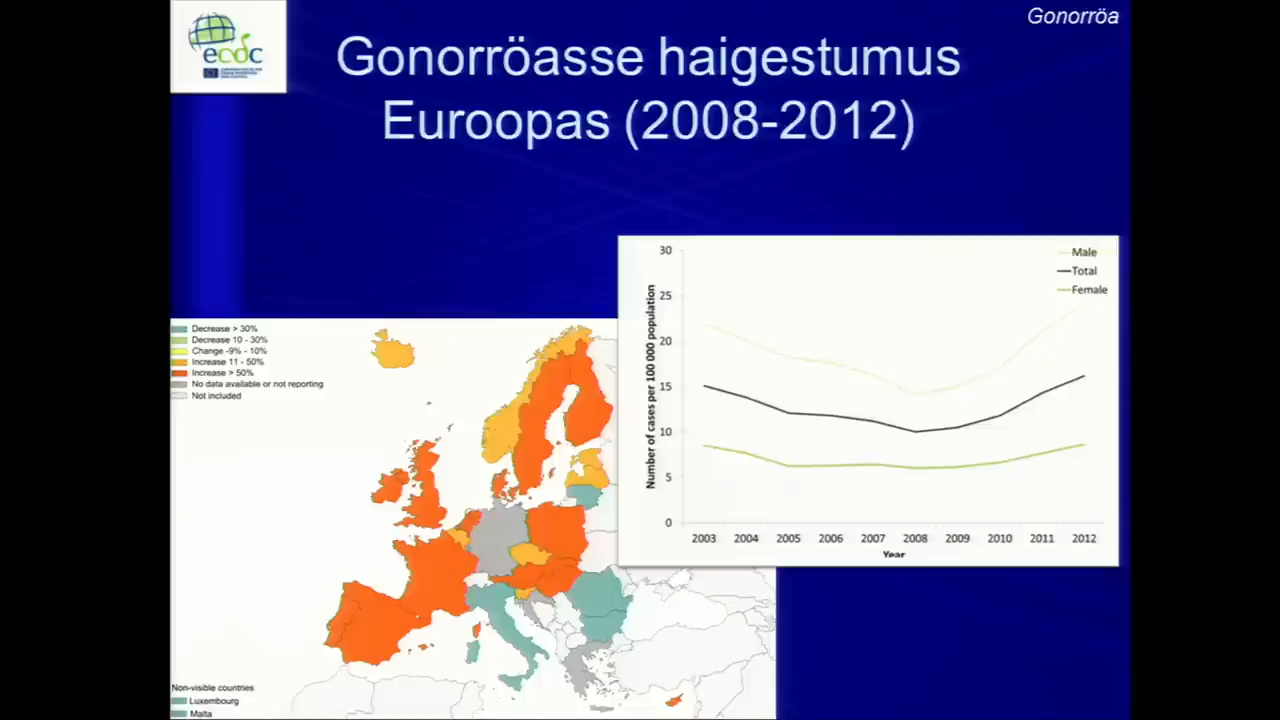 Gonorröa
ecdc
Gonorröasse haigestumus
Euroopas (2008-2012)
Decrease > 30%
Decrease 10 - 30%
Change -9% - 10%
Increase 11 - 50%
Increase > 50%
No data available or not reporting
Not included
Non-visible countries
Luxembourg
Malta
Number of cases per 100 000 population
30
25
20
15
10
5
0
Male
Total
Female
2003 2004 2005 2006 2007 2008 2009 2010 2011 2012
Year